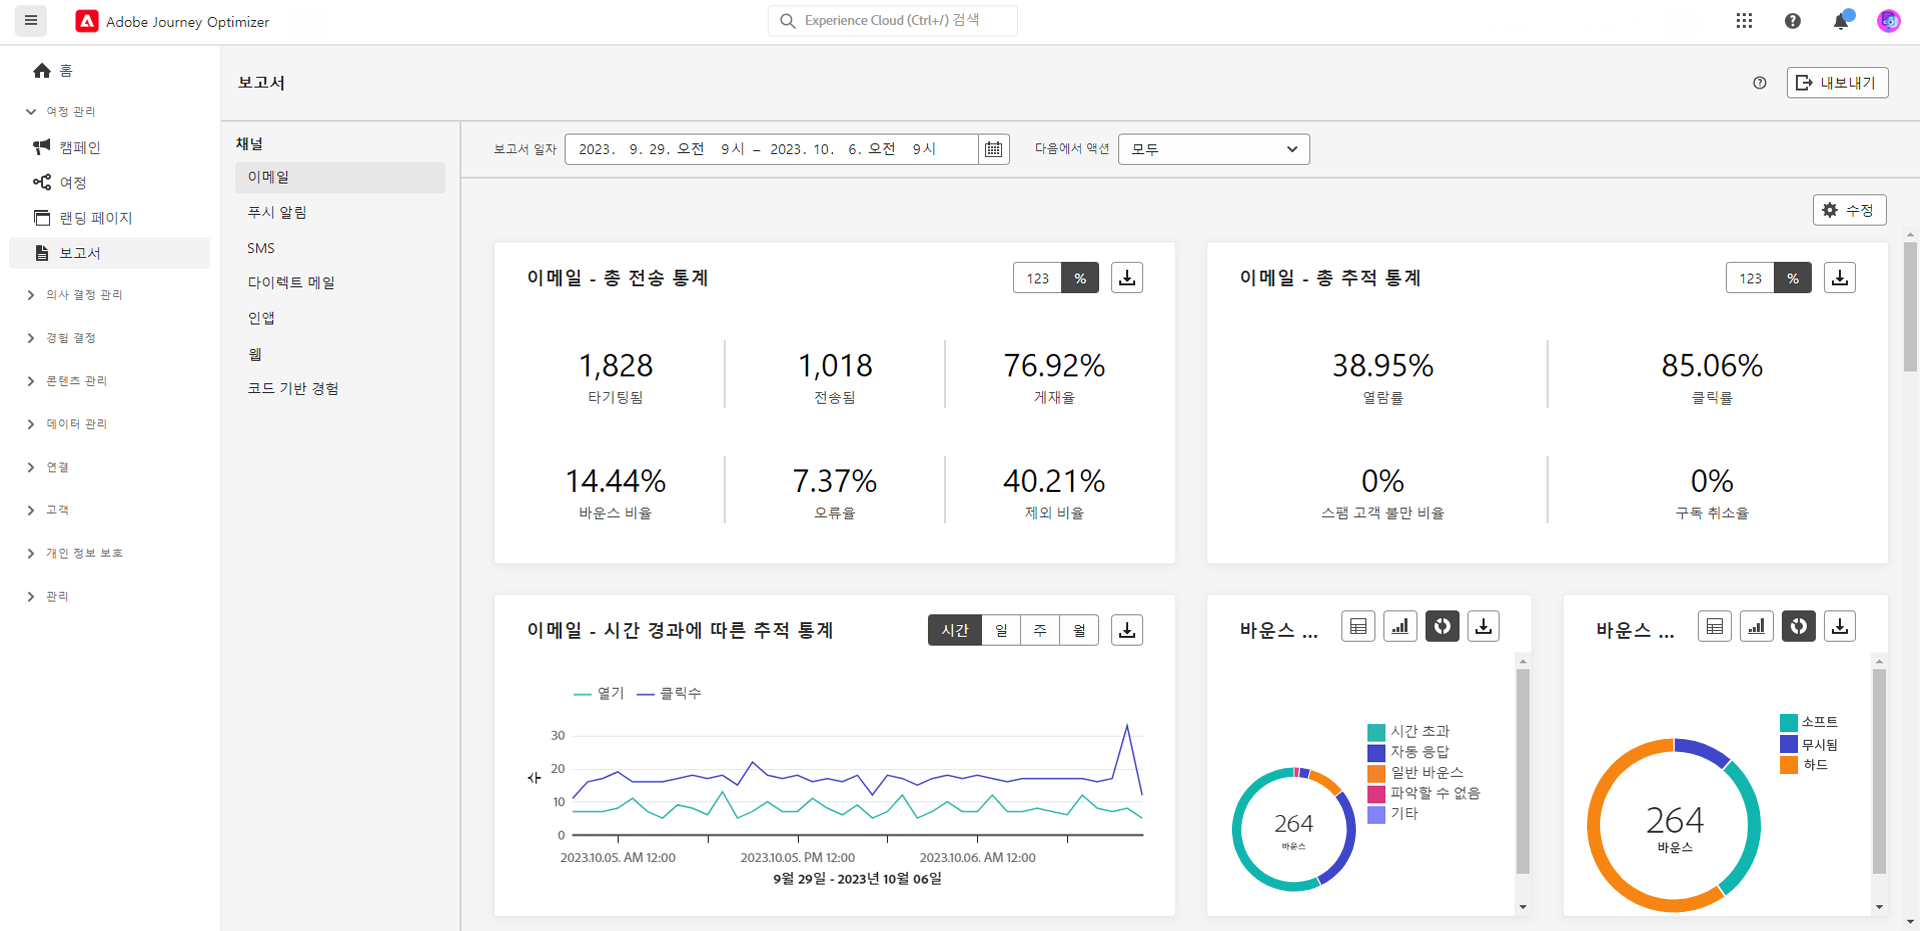 Adobe Journey Optimizer
Experience Cloud (Ctrl+/) 검색
홈
여정 관리
캠페인
여정
랜딩 페이지
보고서
의사 결정 관리
경험 결정
콘텐츠 관리
데이터 관리
연결
고객
개인 정보 보호
관리
보고서
내보내기
채널
이메일
푸시 알림
SMS
다이렉트 메일
인앱
웹
코드 기반 경험
보고서 일자
2023. 9. 29. 오전 9시 – 2023. 10. 6. 오전 9시
다음에서 액션
모두
수정
이메일 - 총 전송 통계
123 %
1,828
타기팅됨
1,018
전송됨
76.92%
게재율
14.44%
바운스 비율
7.37%
오류율
40.21%
제외 비율
이메일 - 총 추적 통계
123 %
38.95%
열람률
85.06%
클릭률
0%
스팸 고객 불만 비율
0%
구독 취소율
이메일 - 시간 경과에 따른 추적 통계
시간 일 주 월
열기 클릭수
30
20
10
0
수
2023.10.05. AM 12:00 2023.10.05. PM 12:00 2023.10.06. AM 12:00
9월 29일 - 2023년 10월 06일
바운스 ...
시간 초과
자동 응답
일반 바운스
파악할 수 없음
기타
264
바운스
바운스 ...
소프트
무시됨
하드
264
바운스